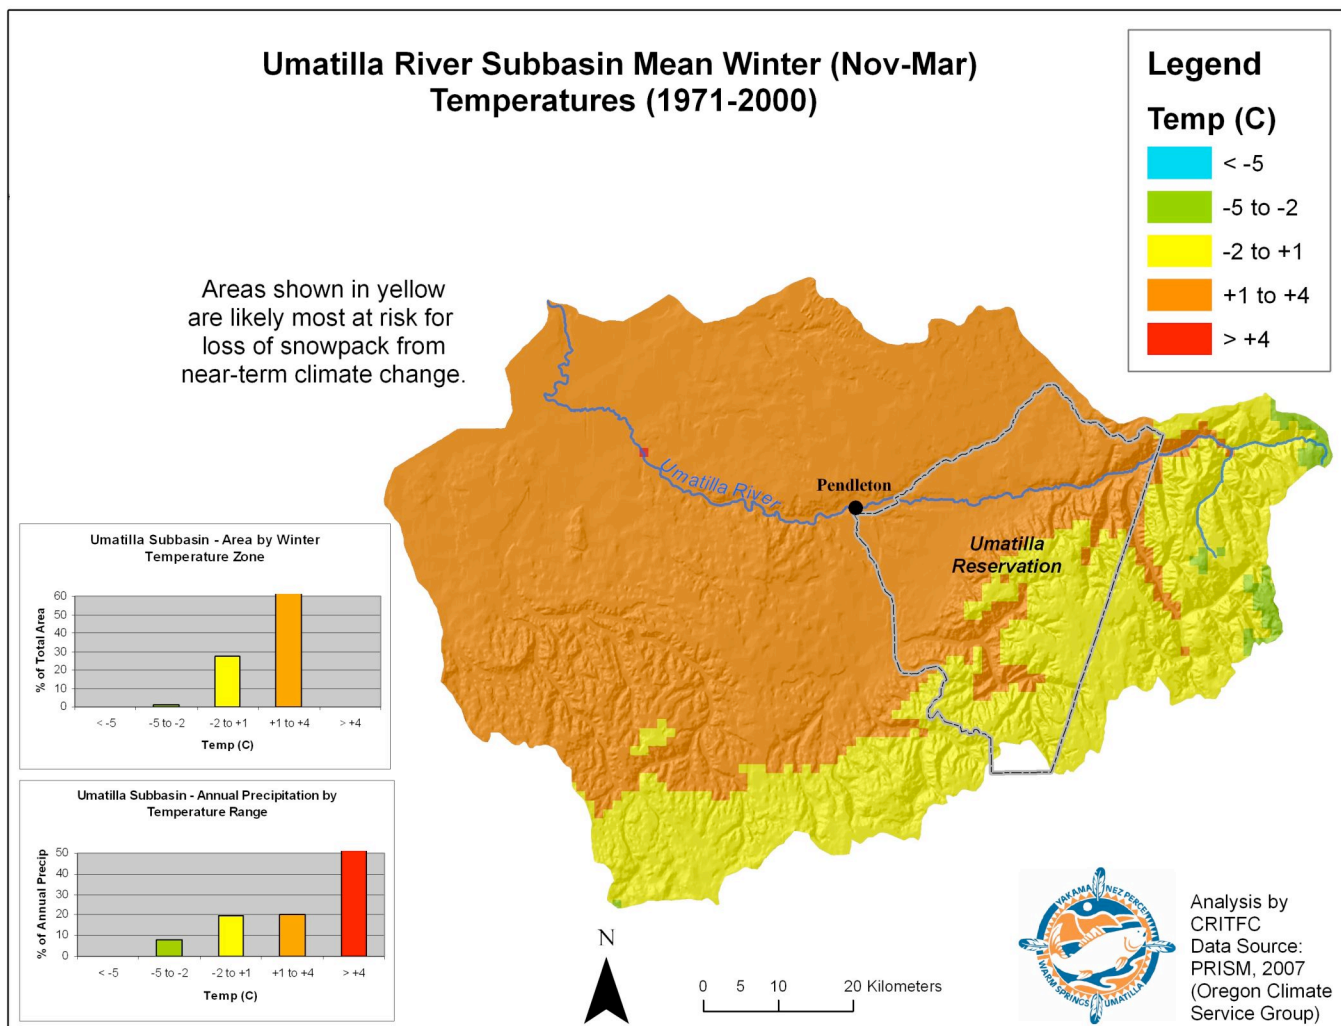 Umatilla River Subbasin Mean Winter (Nov-Mar)
Temperatures (1971-2000)
Legend
Temp (C)
< -5
-5 to -2
-2 to +1
+1 to +4
> +4
Areas shown in yellow
are likely most at risk for
loss of snowpack from
near-term climate change.
Umatilla River
Pendleton
Umatilla
Reservation
Umatilla Subbasin - Area by Winter
Temperature Zone
% of Total Area
60
50
40
30
20
10
0
< -5 -5 to -2 -2 to +1 +1 to +4 > +4
Temp (C)
Umatilla Subbasin - Annual Precipitation by
Temperature Range
% of Annual Precip
50
40
30
20
10
0
< -5 -5 to -2 -2 to +1 +1 to +4 > +4
Temp (C)
N
0 5 10 20 Kilometers
YAKAMA NEZ PERCE
WARM SPRINGS UMATILLA
Analysis by
CRITFC
Data Source:
PRISM, 2007
(Oregon Climate
Service Group)